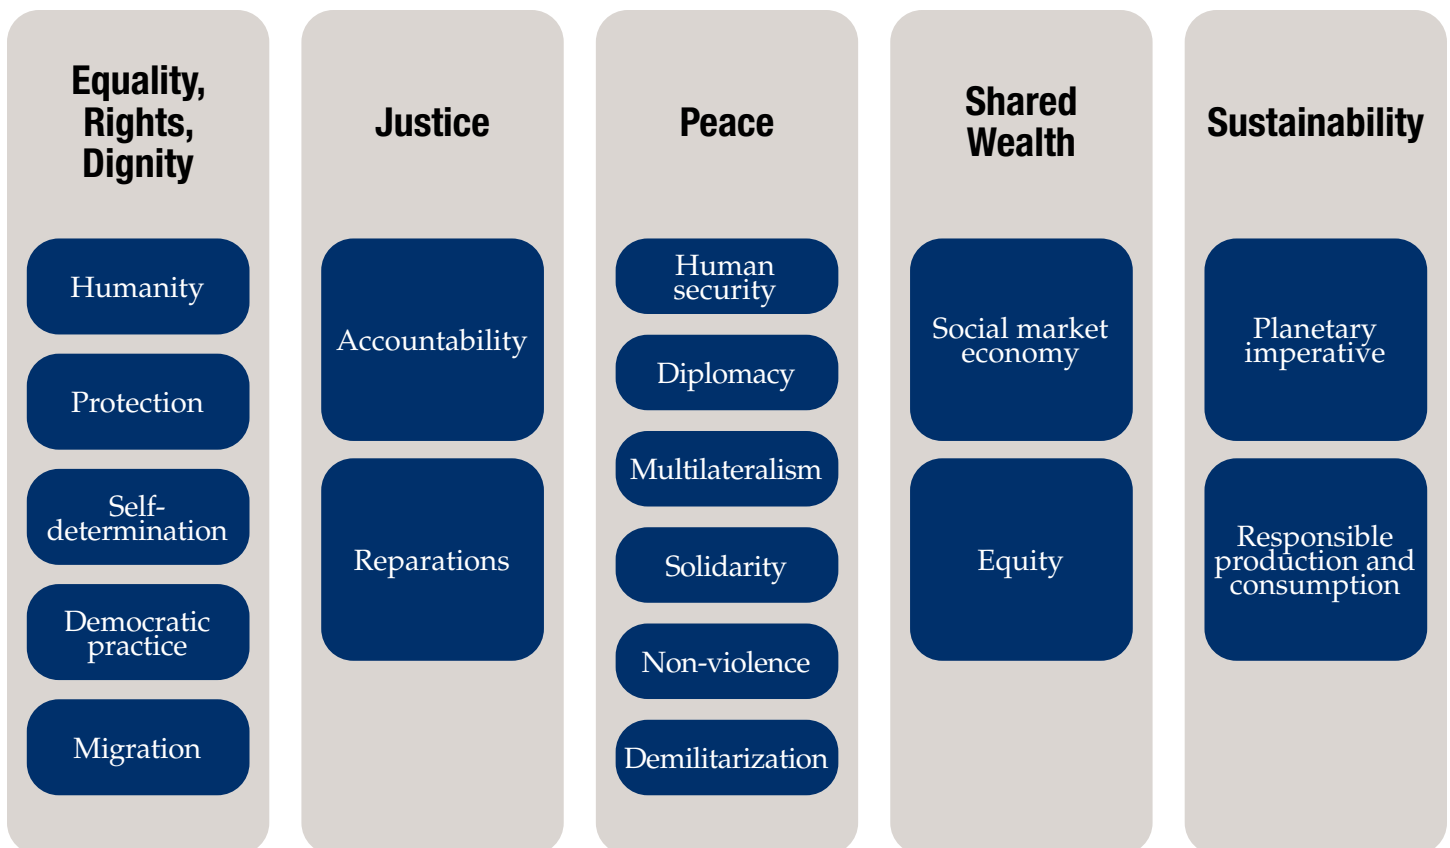 Equality,
Rights,
Dignity
Humanity
Protection
Self-
determination
Democratic
practice
Migration
Justice
Accountability
Reparations
Peace
Human
security
Diplomacy
Multilateralism
Solidarity
Non-violence
Demilitarization
Shared
Wealth
Social market
economy
Equity
Sustainability
Planetary
imperative
Responsible
production and
consumption